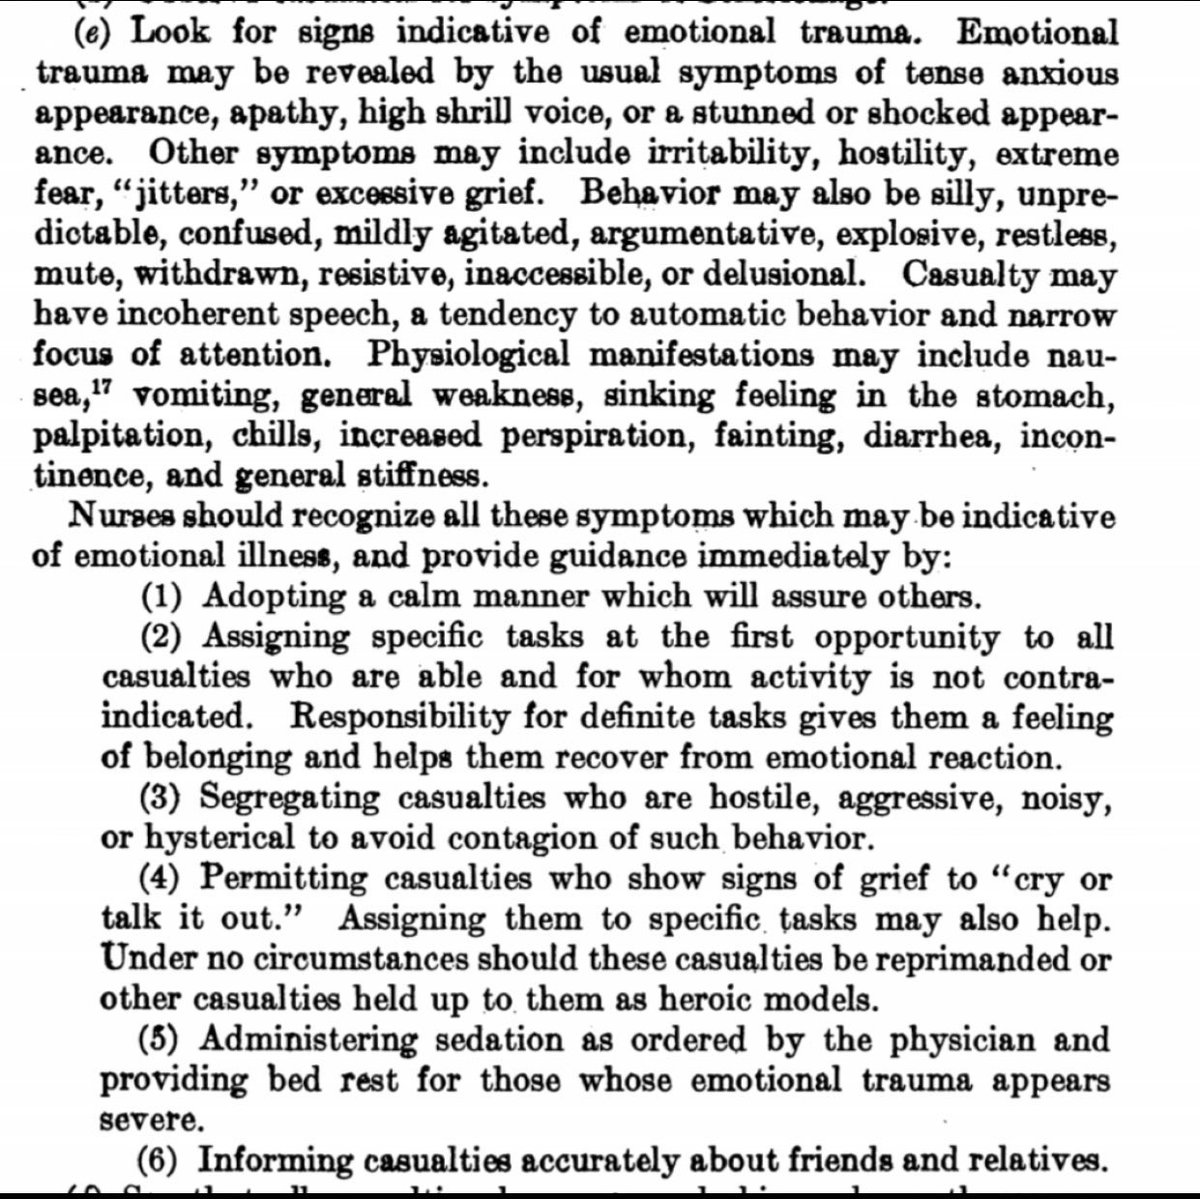 (e) Look for signs indicative of emotional trauma. Emotional
trauma may be revealed by the usual symptoms of tense anxious
appearance, apathy, high shrill voice, or a stunned or shocked appear-
ance. Other symptoms may include irritability, hostility, extreme
fear, “jitters,” or excessive grief. Behavior may also be silly, unpre-
dictable, confused, mildly agitated, argumentative, explosive, restless,
mute, withdrawn, resistive, inaccessible, or delusional. Casualty may
have incoherent speech, a tendency to automatic behavior and narrow
focus of attention. Physiological manifestations may include nau-
sea,¹⁷ vomiting, general weakness, sinking feeling in the stomach,
palpitation, chills, increased perspiration, fainting, diarrhea, incon-
tinence, and general stiffness.
Nurses should recognize all these symptoms which may be indicative
of emotional illness, and provide guidance immediately by:
(1) Adopting a calm manner which will assure others.
(2) Assigning specific tasks at the first opportunity to all
casualties who are able and for whom activity is not contra-
indicated. Responsibility for definite tasks gives them a feeling
of belonging and helps them recover from emotional reaction.
(3) Segregating casualties who are hostile, aggressive, noisy,
or hysterical to avoid contagion of such behavior.
(4) Permitting casualties who show signs of grief to “cry or
talk it out.” Assigning them to specific tasks may also help.
Under no circumstances should these casualties be reprimanded or
other casualties held up to them as heroic models.
(5) Administering sedation as ordered by the physician and
providing bed rest for those whose emotional trauma appears
severe.
(6) Informing casualties accurately about friends and relatives.